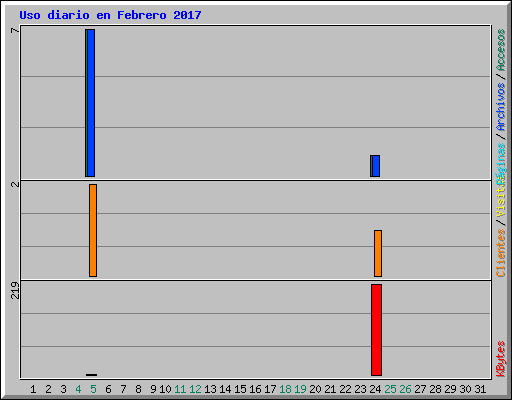 Uso diario en Febrero 2017
7
2
219
1 2 3 4 5 6 7 8 9 10 11 12 13 14 15 16 17 18 19 20 21 22 23 24 25 26 27 28 29 30 31
KBytes
Clientes /
/ Archivos / Accesos